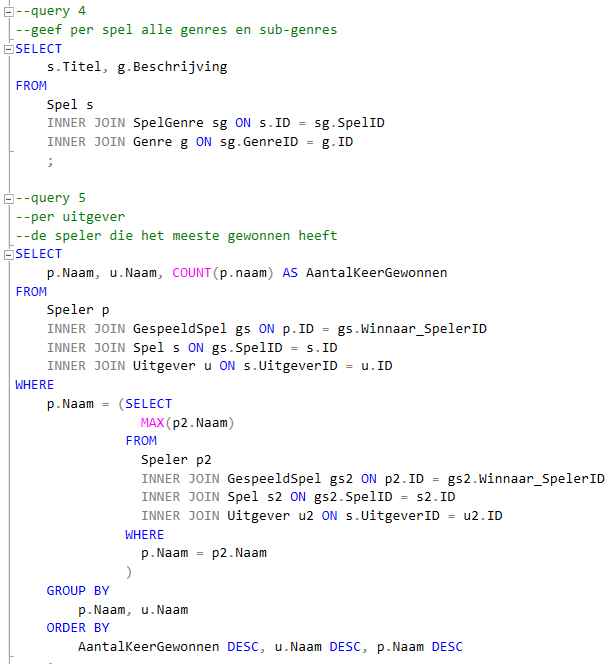 --query 4
--geef per spel alle genres en sub-genres
SELECT
s.Titel, g.Beschrijving
FROM
Spel s
INNER JOIN SpelGenre sg ON s.ID = sg.SpelID
INNER JOIN Genre g ON sg.GenreID = g.ID
;
--query 5
--per uitgever
--de speler die het meeste gewonnen heeft
SELECT
p.Naam, u.Naam, COUNT(p.naam) AS AantalKeerGewonnen
FROM
Speler p
INNER JOIN GespeeldSpel gs ON p.ID = gs.Winnaar_SpelerID
INNER JOIN Spel s ON gs.SpelID = s.ID
INNER JOIN Uitgever u ON s.UitgeverID = u.ID
WHERE
p.Naam = (SELECT
MAX(p2.Naam)
FROM
Speler p2
INNER JOIN GespeeldSpel gs2 ON p2.ID = gs2.Winnaar_SpelerID
INNER JOIN Spel s2 ON gs2.SpelID = s2.ID
INNER JOIN Uitgever u2 ON s.UitgeverID = u2.ID
WHERE
p.Naam = p2.Naam
)
GROUP BY
p.Naam, u.Naam
ORDER BY
AantalKeerGewonnen DESC, u.Naam DESC, p.Naam DESC